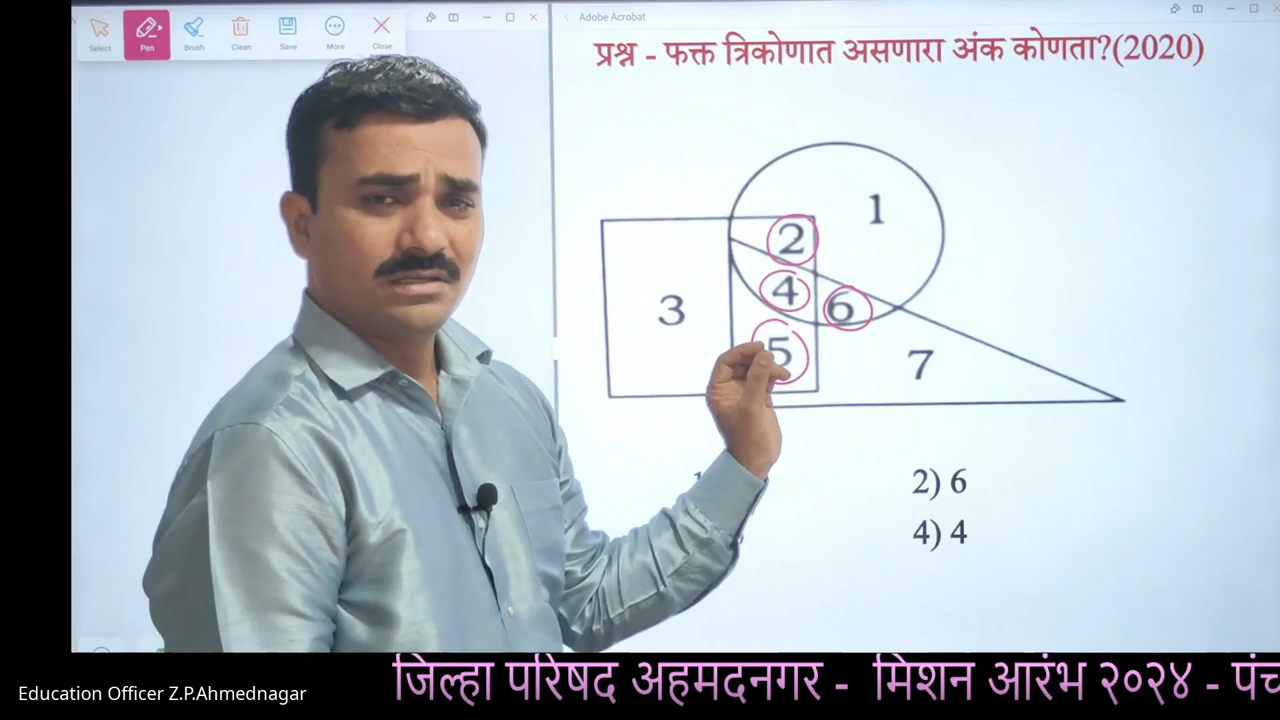 Select Pen Brush Clean Save More Close
Adobe Acrobat
प्रश्न - फक्त त्रिकोणात असणारा अंक कोणता?(2020)
1
2
3
4
6
5
7
2) 6
4) 4
Education Officer Z.P.Ahmednagar
जिल्हा परिषद अहमदनगर - मिशन आरंभ २०२४ - पंच